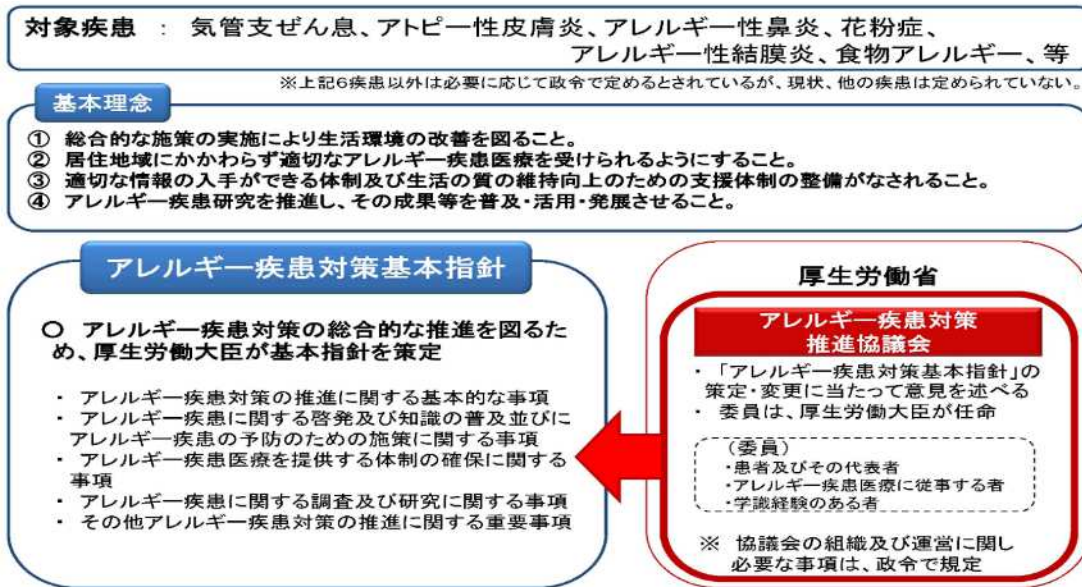 対象疾患 ： 気管支ぜん息、アトピー性皮膚炎、アレルギー性鼻炎、花粉症、
アレルギー性結膜炎、食物アレルギー、等
※上記6疾患以外は必要に応じて政令で定めるとされているが、現状、他の疾患は定められていない。
基本理念
① 総合的な施策の実施により生活環境の改善を図ること。
② 居住地域にかかわらず適切なアレルギー疾患医療を受けられるようにすること。
③ 適切な情報の入手ができる体制及び生活の質の維持向上のための支援体制の整備がなされること。
④ アレルギー疾患研究を推進し、その成果等を普及・活用・発展させること。
アレルギー疾患対策基本指針
○ アレルギー疾患対策の総合的な推進を図るた
め、厚生労働大臣が基本指針を策定
・ アレルギー疾患対策の推進に関する基本的な事項
・ アレルギー疾患に関する啓発及び知識の普及並びに
アレルギー疾患の予防のための施策に関する事項
・ アレルギー疾患医療を提供する体制の確保に関する
事項
・ アレルギー疾患に関する調査及び研究に関する事項
・ その他アレルギー疾患対策の推進に関する重要事項
厚生労働省
アレルギー疾患対策
推進協議会
・ 「アレルギー疾患対策基本指針」の
策定・変更に当たって意見を述べる
・ 委員は、厚生労働大臣が任命
（委員）
・患者及びその代表者
・アレルギー疾患医療に従事する者
・学識経験のある者
※ 協議会の組織及び運営に関し
必要な事項は、政令で規定